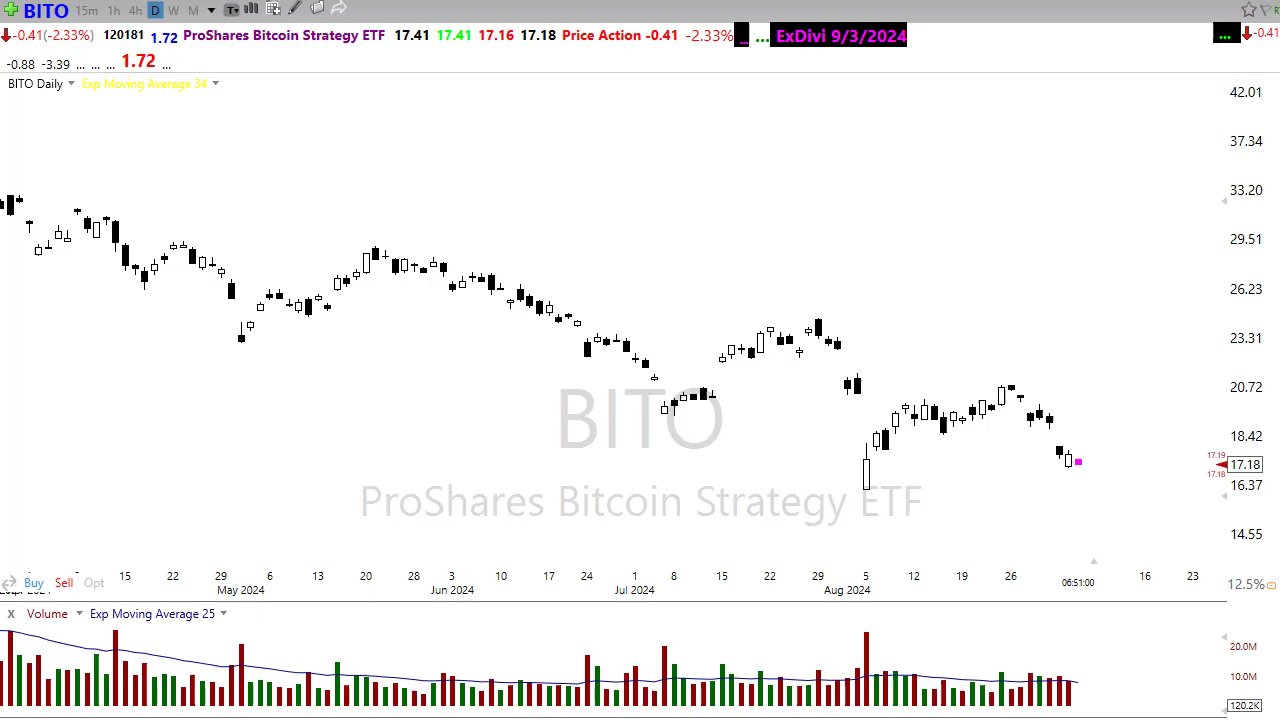 BITO 15m 1h 4h D W M T
-0.41(-2.33%) 120181 1.72 ProShares Bitcoin Strategy ETF 17.41 17.41 17.16 17.18 Price Action -0.41 -2.33% ... ... ExDivi 9/3/2024 ... -0.41
-0.88 -3.39 ... ... ... 1.72 ...
BITO Daily Exp Moving Average 34
42.01
37.34
33.20
29.51
26.23
23.31
20.72
18.42
17.19
17.18
17.18
16.37
14.55
BITO
ProShares Bitcoin Strategy ETF
15 22 29 6 13 20 28 3 10 17 24 1 8 15 22 29 5 12 19 26 06:51:00 16 23
Buy Sell Opt 12.5%
May 2024 Jun 2024 Jul 2024 Aug 2024
X Volume Exp Moving Average 25
20.0M
10.0M
120.2K